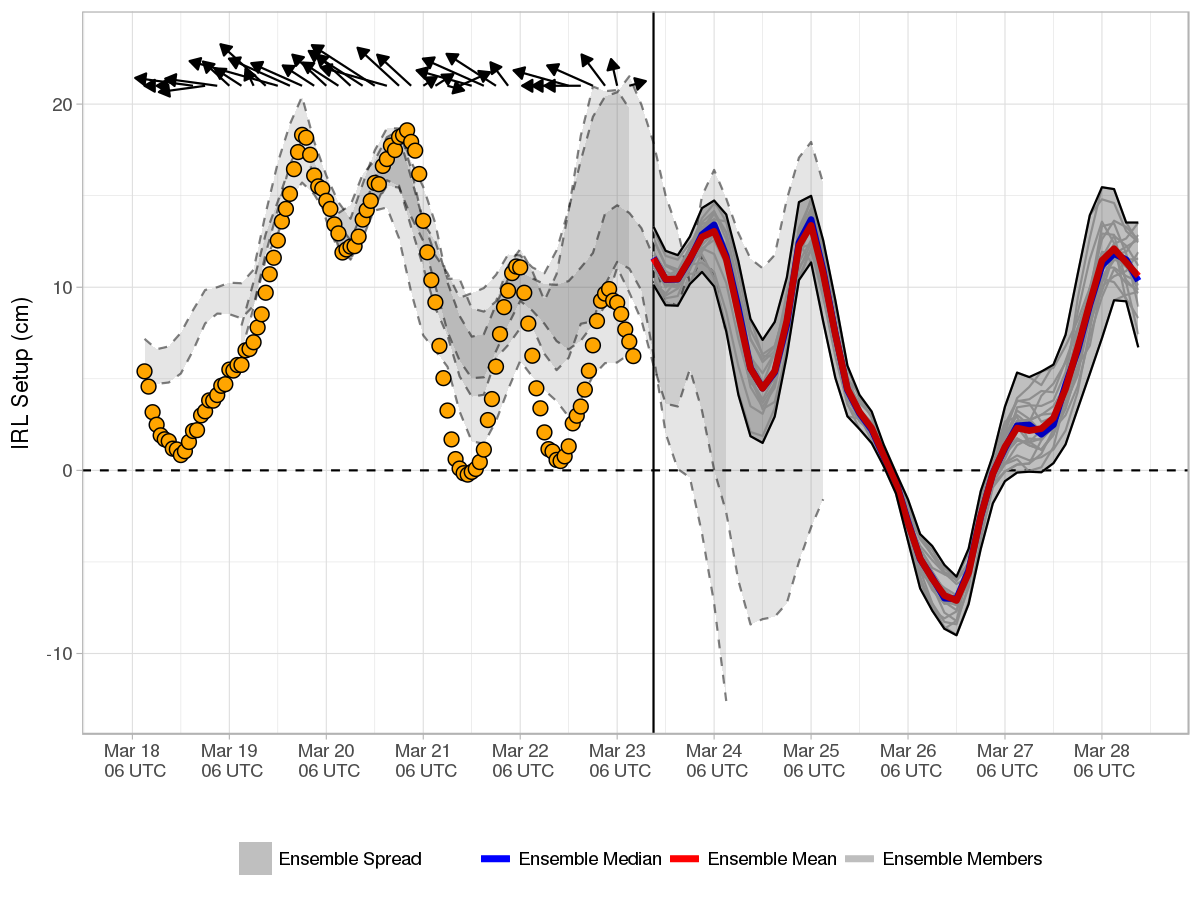 IRL Setup (cm)
20
10
0
-10
Mar 18 Mar 19 Mar 20 Mar 21 Mar 22 Mar 23 Mar 24 Mar 25 Mar 26 Mar 27 Mar 28
06 UTC 06 UTC 06 UTC 06 UTC 06 UTC 06 UTC 06 UTC 06 UTC 06 UTC 06 UTC 06 UTC
Ensemble Spread Ensemble Median Ensemble Mean Ensemble Members